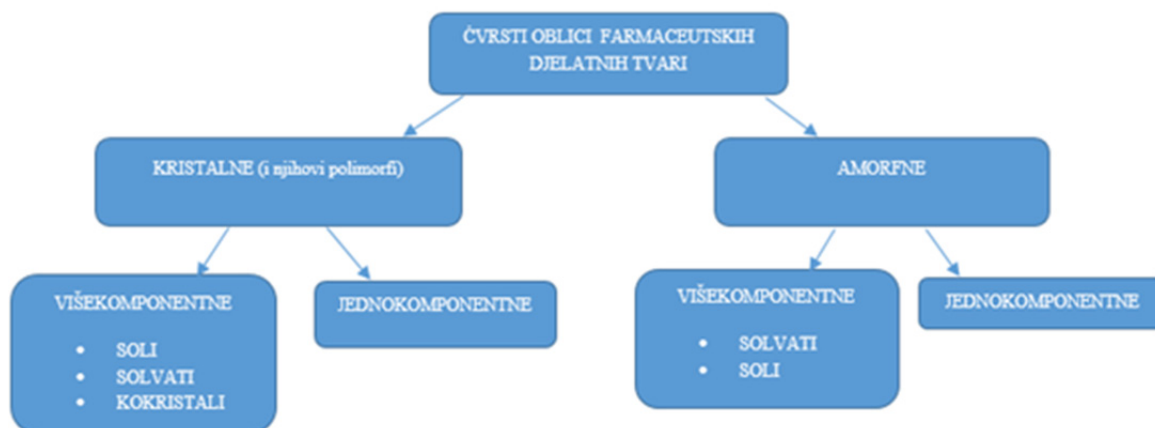 ČVRSTI OBLICI FARMACEUTSKIH
DJELATNIH TVARI
KRISTALNE (i njihovi polimorfi)
AMORFNE
VIŠEKOMPONENTNE
• SOLI
• SOLVATI
• KOKRISTALI
JEDNOKOMPONENTNE
VIŠEKOMPONENTNE
• SOLVATI
• SOLI
JEDNOKOMPONENTNE